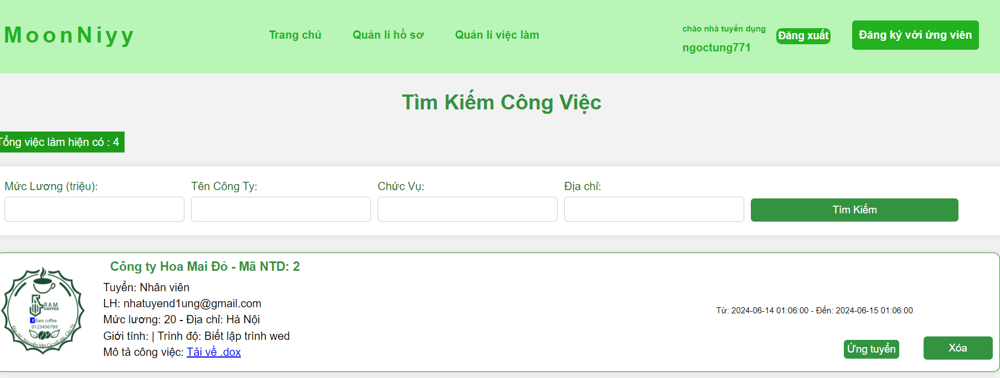 MoonNiyy
Trang chủ
Quản lí hồ sơ
Quản lí việc làm
chào nhà tuyển dụng
ngoctung771
Đăng xuất
Đăng ký với ứng viên
Tìm Kiếm Công Việc
Tổng việc làm hiện có : 4
Mức Lương (triệu):
Tên Công Ty:
Chức Vụ:
Địa chỉ:
Tìm Kiếm
RAM
COFFEE
f Ram coffee
0123456789
Địa chỉ : Nguyễn Văn Cừ nối dài, Cần Th
Công ty Hoa Mai Đỏ - Mã NTD: 2
Tuyển: Nhân viên
LH: nhatuyend1ung@gmail.com
Mức lương: 20 - Địa chỉ: Hà Nội
Giới tính: | Trình độ: Biết lập trình wed
Mô tả công việc: Tải về .dox
Từ: 2024-06-14 01:06:00 - Đến: 2024-06-15 01:06:00
Ứng tuyển
Xóa